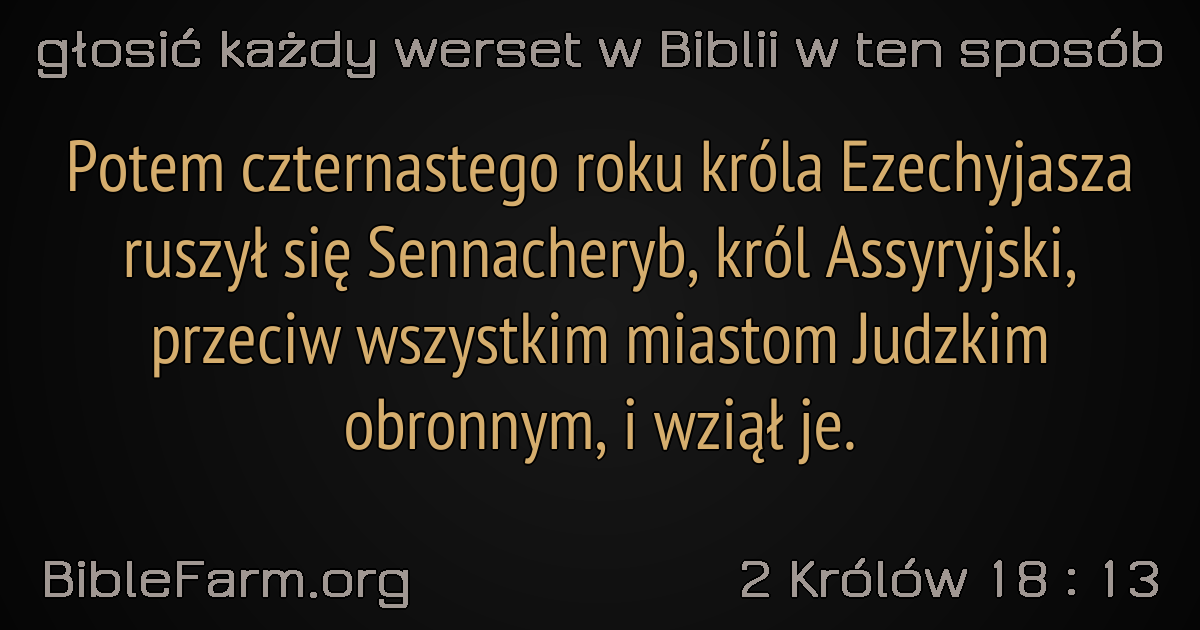 głosić każdy werset w Biblii w ten sposób
Potem czternastego roku króla Ezechyjasza
ruszył się Sennacheryb, król Assyryjski,
przeciw wszystkim miastom Judzkim
obronnym, i wziął je.
BibleFarm.org
2 Królów 18 : 13